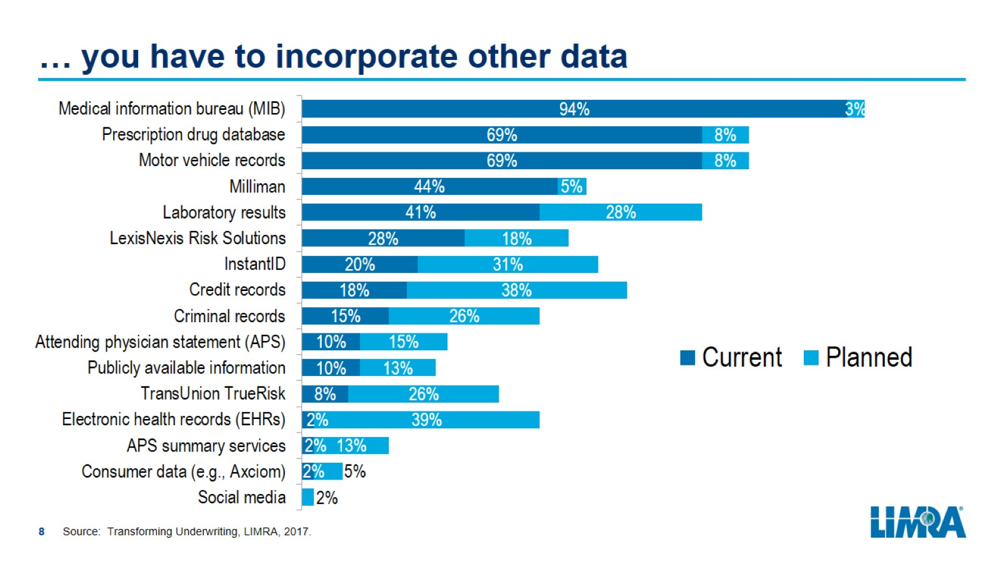 ... you have to incorporate other data
Medical information bureau (MIB) 94% 3%
Prescription drug database 69% 8%
Motor vehicle records 69% 8%
Milliman 44% 5%
Laboratory results 41% 28%
LexisNexis Risk Solutions 28% 18%
InstantID 20% 31%
Credit records 18% 38%
Criminal records 15% 26%
Attending physician statement (APS) 10% 15%
Publicly available information 10% 13%
TransUnion TrueRisk 8% 26%
Electronic health records (EHRs) 2% 39%
APS summary services 2% 13%
Consumer data (e.g., Axciom) 2% 5%
Social media 2%
Current Planned
8 Source: Transforming Underwriting, LIMRA, 2017.
LIMRA®